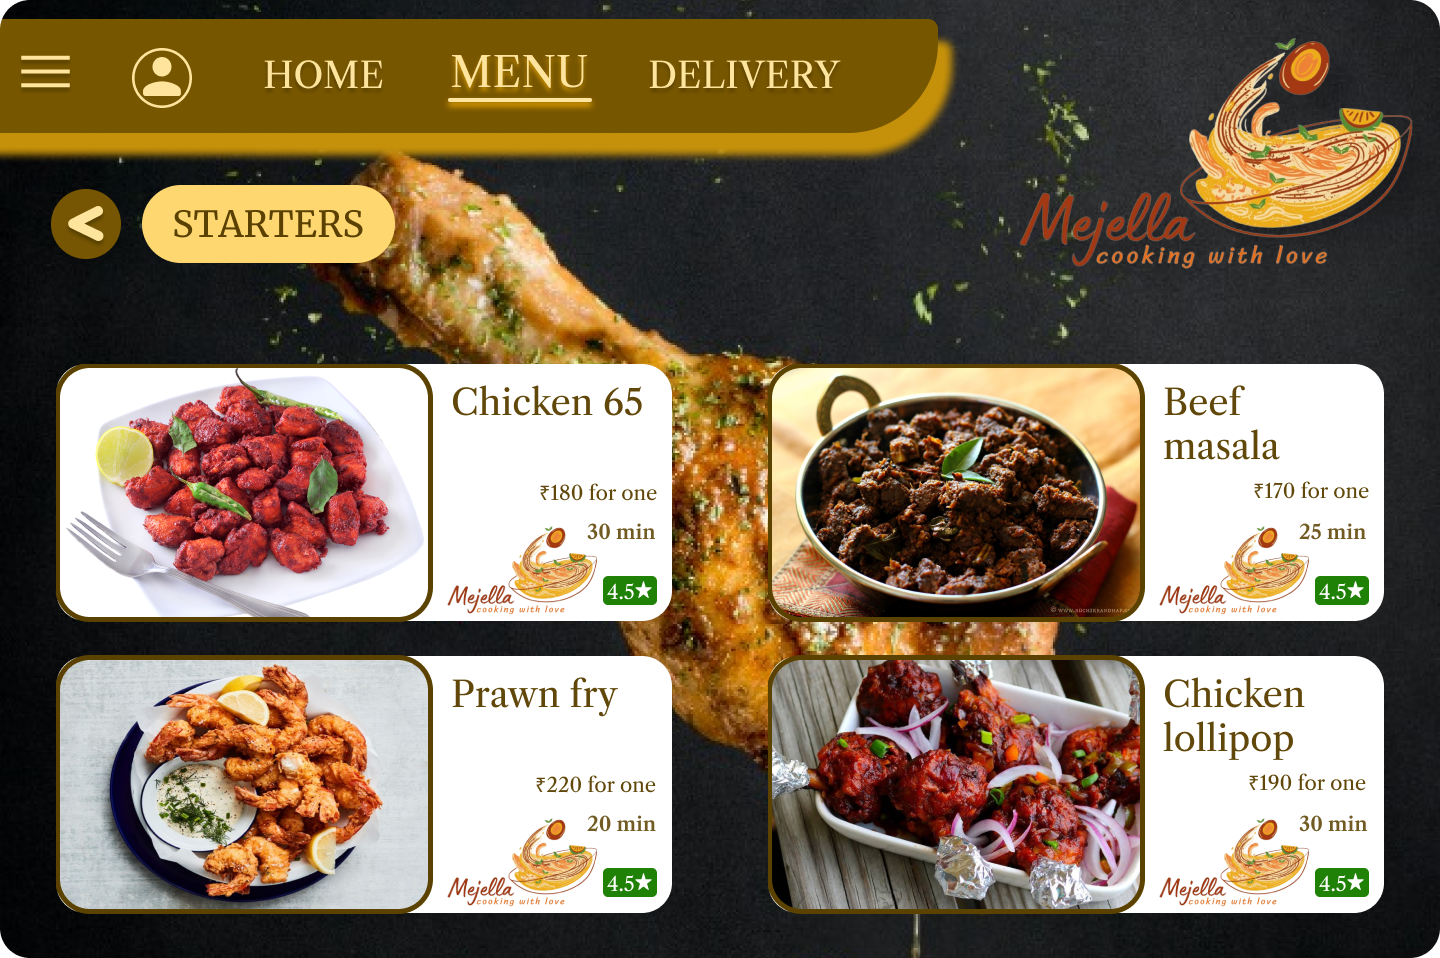 HOME MENU DELIVERY
< STARTERS
Mejella
cooking with love
Chicken 65
₹180 for one
30 min
Mejella
cooking with love
4.5★
Beef
masala
₹170 for one
25 min
Mejella
cooking with love
4.5★
Prawn fry
₹220 for one
20 min
Mejella
cooking with love
4.5★
Chicken
lollipop
₹190 for one
30 min
Mejella
cooking with love
4.5★